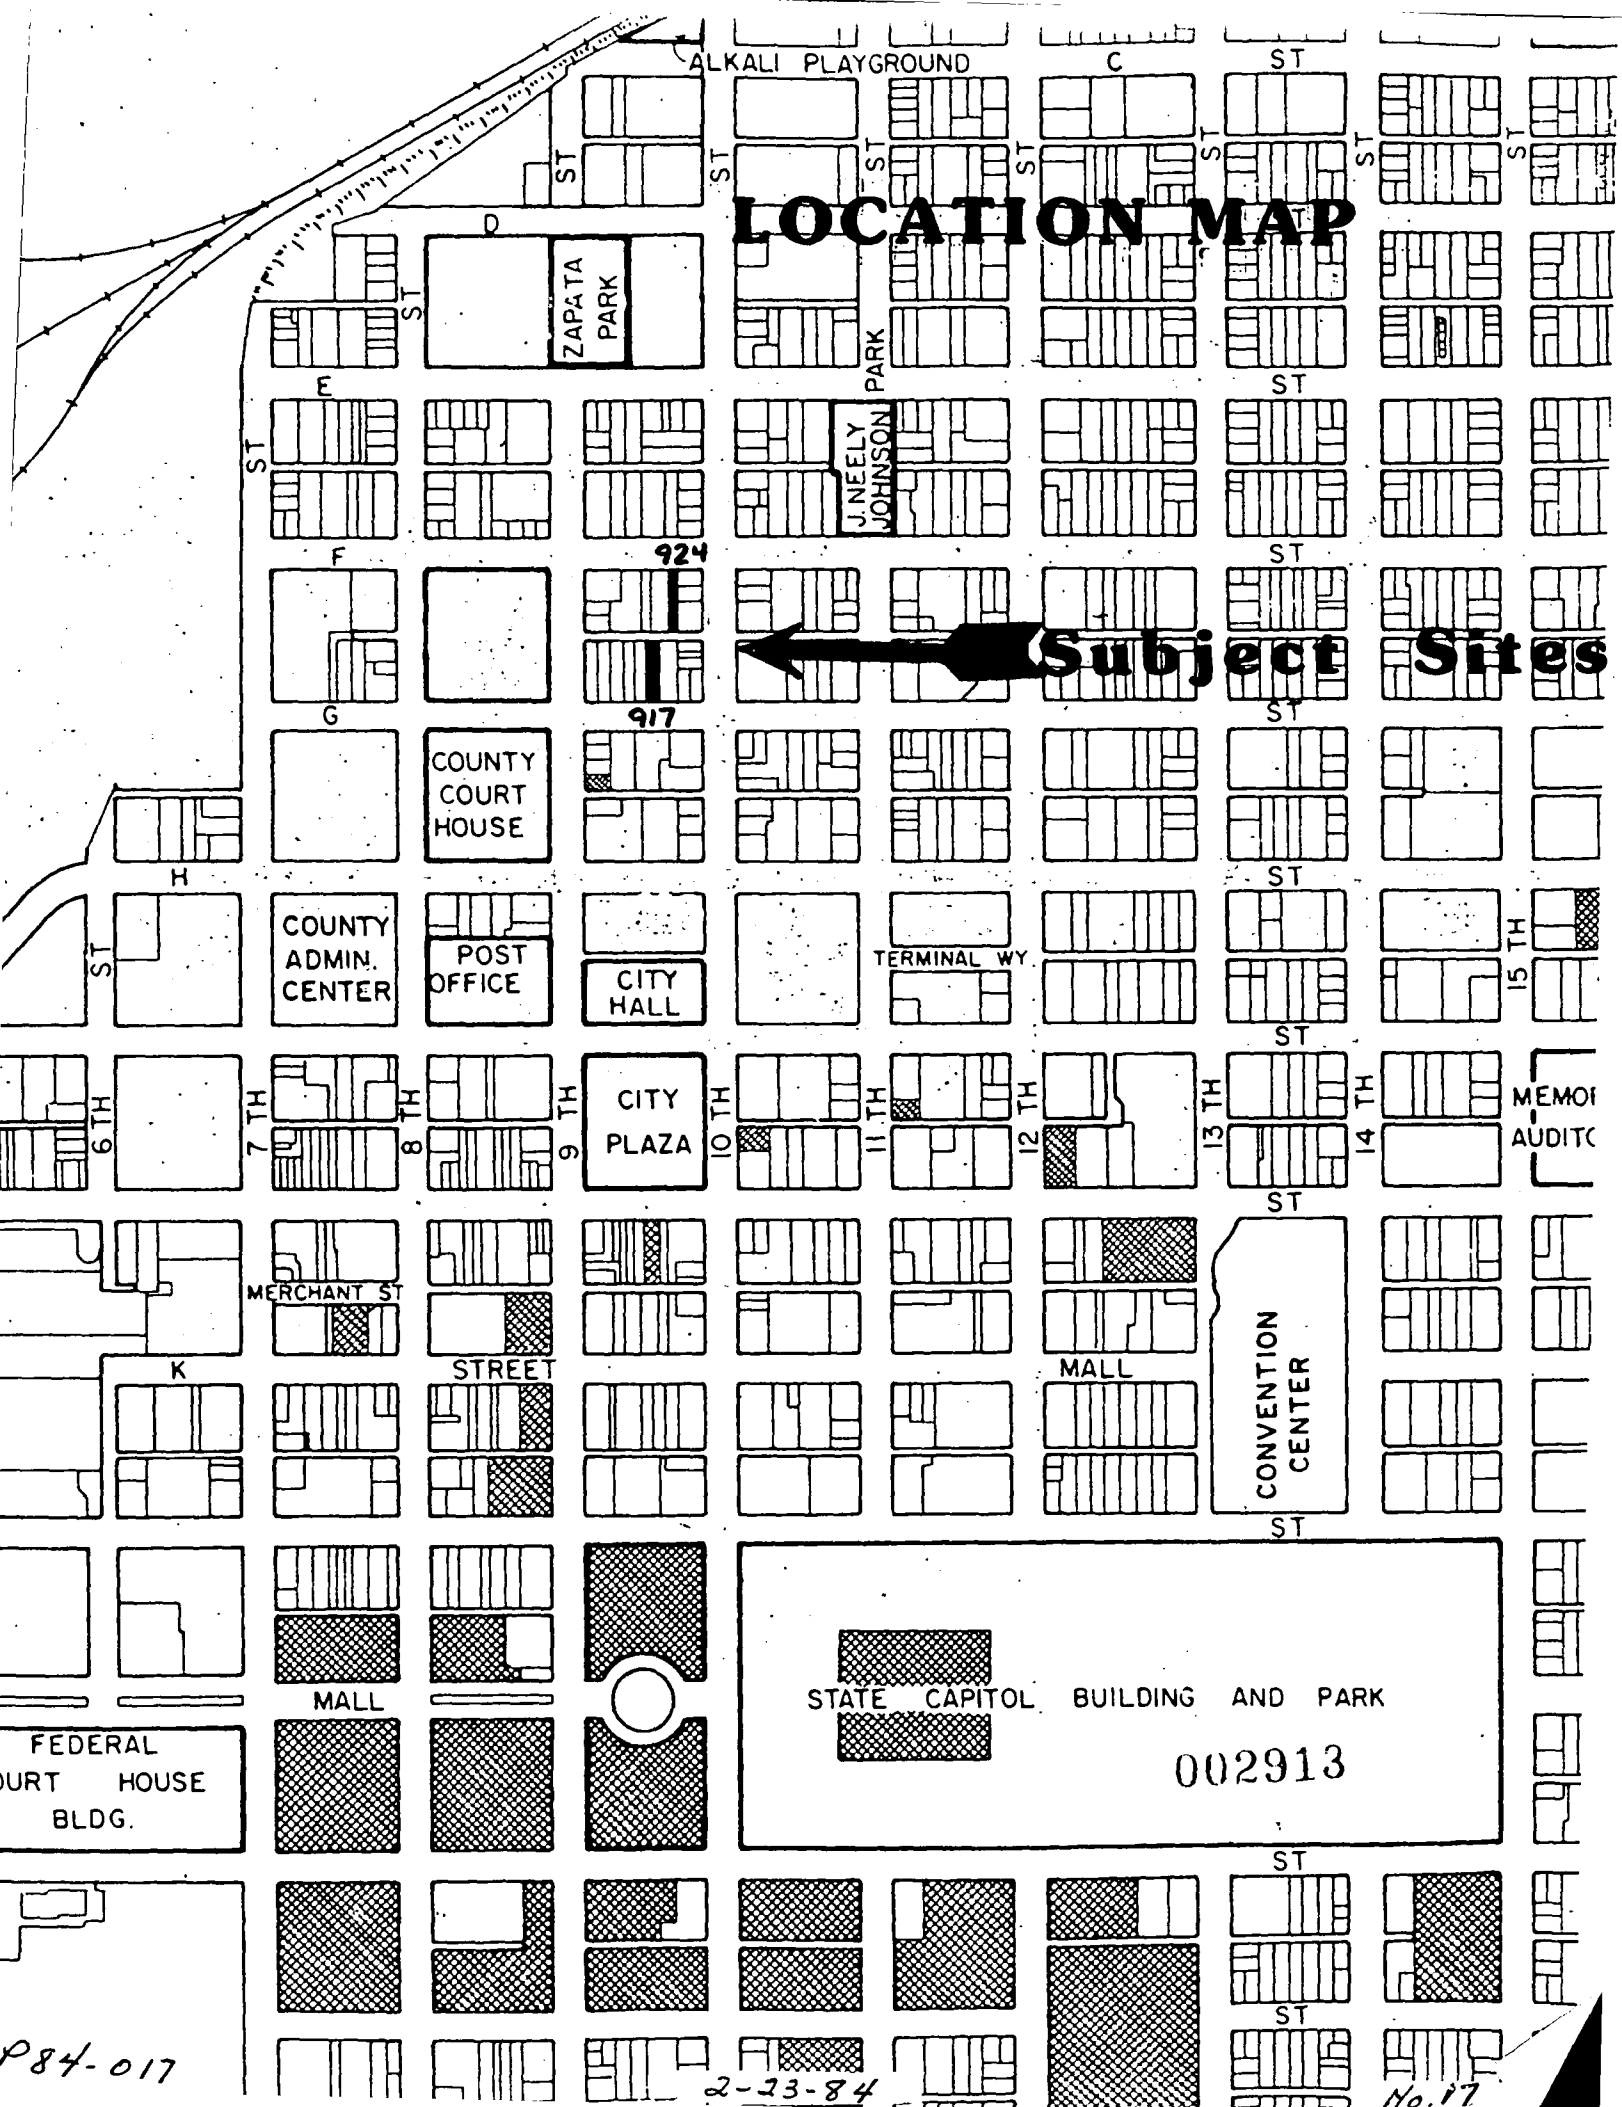 ALKALI PLAYGROUND C ST
ST ST ST ST ST ST ST
LOCATION MAP
D ST
ZAPATA
PARK
ST
PARK
E ST
ST
J. NEELY
JOHNSON
F 924 ST
Subject Sites
G 917 ST
COUNTY
COURT
HOUSE
H ST
COUNTY
ADMIN.
CENTER
POST
OFFICE
CITY
HALL
TERMINAL WY.
ST
15 TH
ST
CITY
PLAZA
6 TH 7 TH 8 TH 9 TH 10 TH 11 TH 12 TH 13 TH 14 TH
MEMOR
AUDITO
ST
MERCHANT ST
K STREET MALL
CONVENTION
CENTER
ST
MALL
STATE CAPITOL BUILDING AND PARK
002913
FEDERAL
OURT HOUSE
BLDG.
ST
ST
P84-017
2-23-84
No. 17